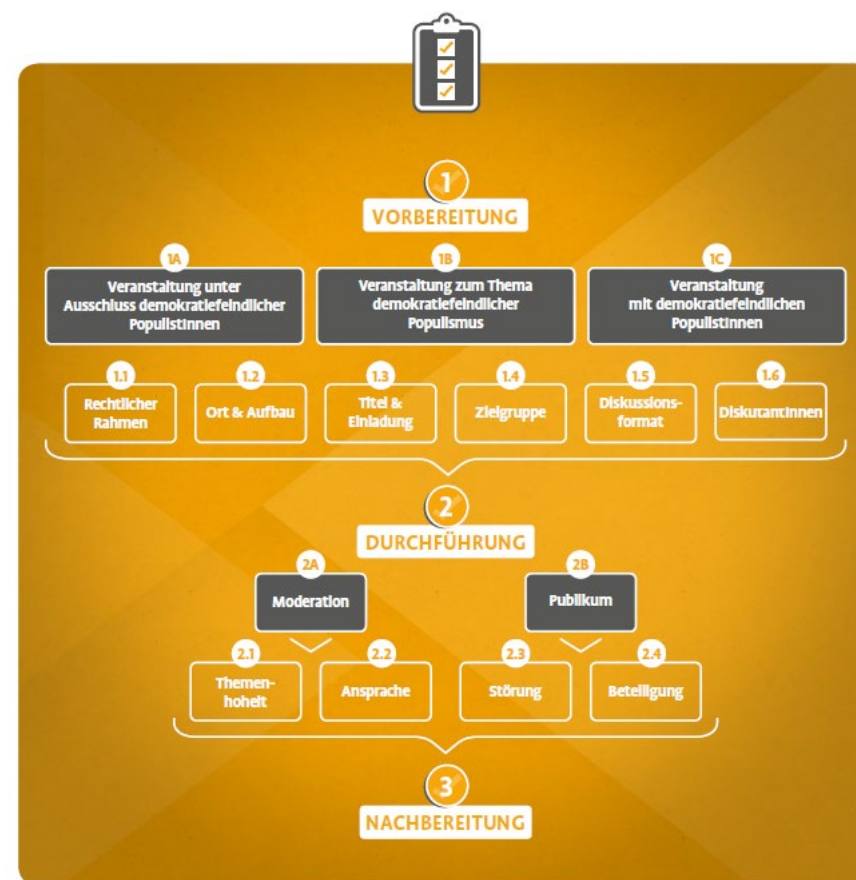 1
VORBEREITUNG
1A
Veranstaltung unter
Ausschluss demokratiefeindlicher
PopulistInnen
1B
Veranstaltung zum Thema
demokratiefeindlicher
Populismus
1C
Veranstaltung
mit demokratiefeindlichen
PopulistInnen
1.1
Rechtlicher
Rahmen
1.2
Ort & Aufbau
1.3
Titel &
Einladung
1.4
Zielgruppe
1.5
Diskussions-
format
1.6
DiskutantInnen
2
DURCHFÜHRUNG
2A
Moderation
2B
Publikum
2.1
Themen-
hoheit
2.2
Ansprache
2.3
Störung
2.4
Beteiligung
3
NACHBEREITUNG